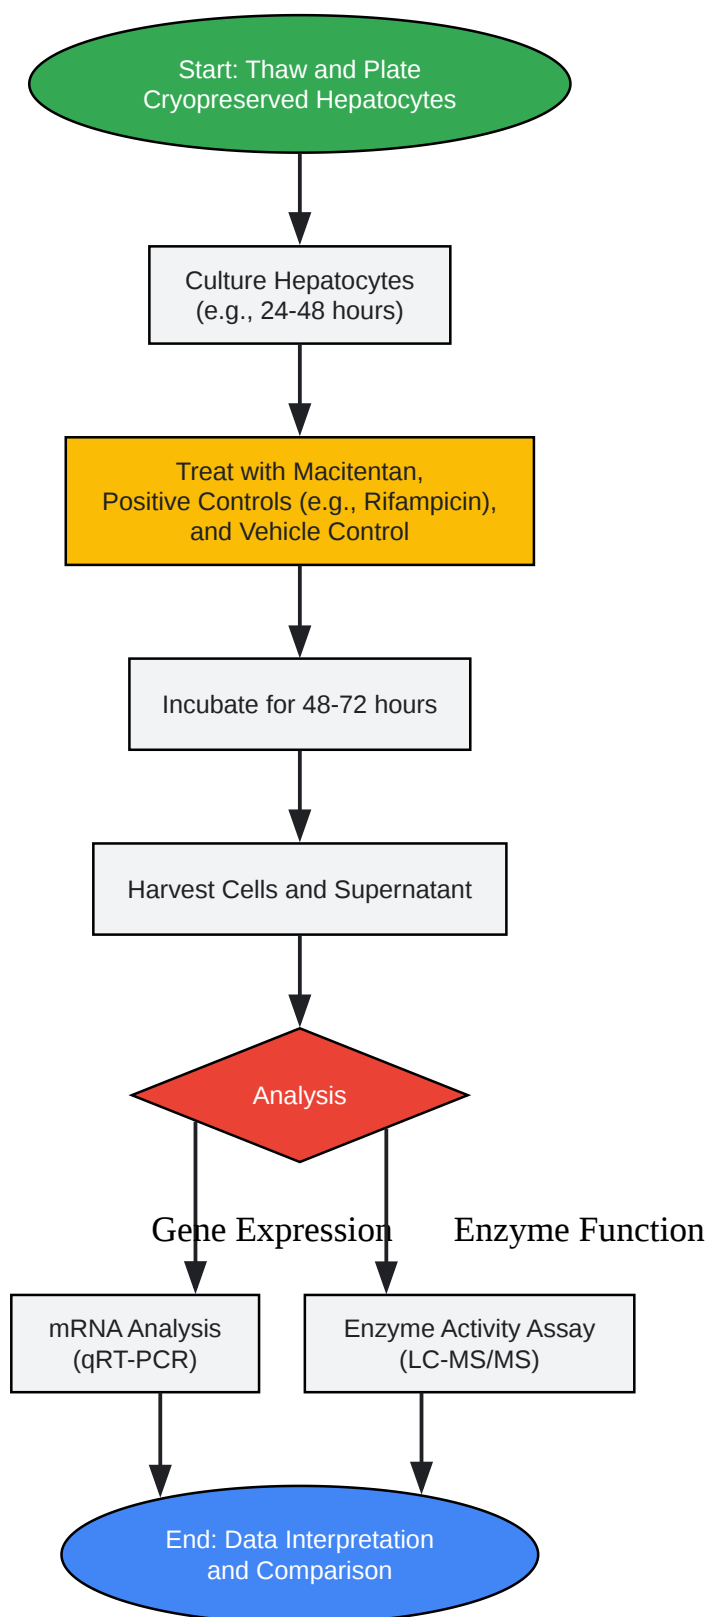 Start: Thaw and Plate
Cryopreserved Hepatocytes
Culture Hepatocytes
(e.g., 24-48 hours)
Treat with Macitentan,
Positive Controls (e.g., Rifampicin),
and Vehicle Control
Incubate for 48-72 hours
Harvest Cells and Supernatant
Analysis
Gene Expression
Enzyme Function
mRNA Analysis
(qRT-PCR)
Enzyme Activity Assay
(LC-MS/MS)
End: Data Interpretation
and Comparison